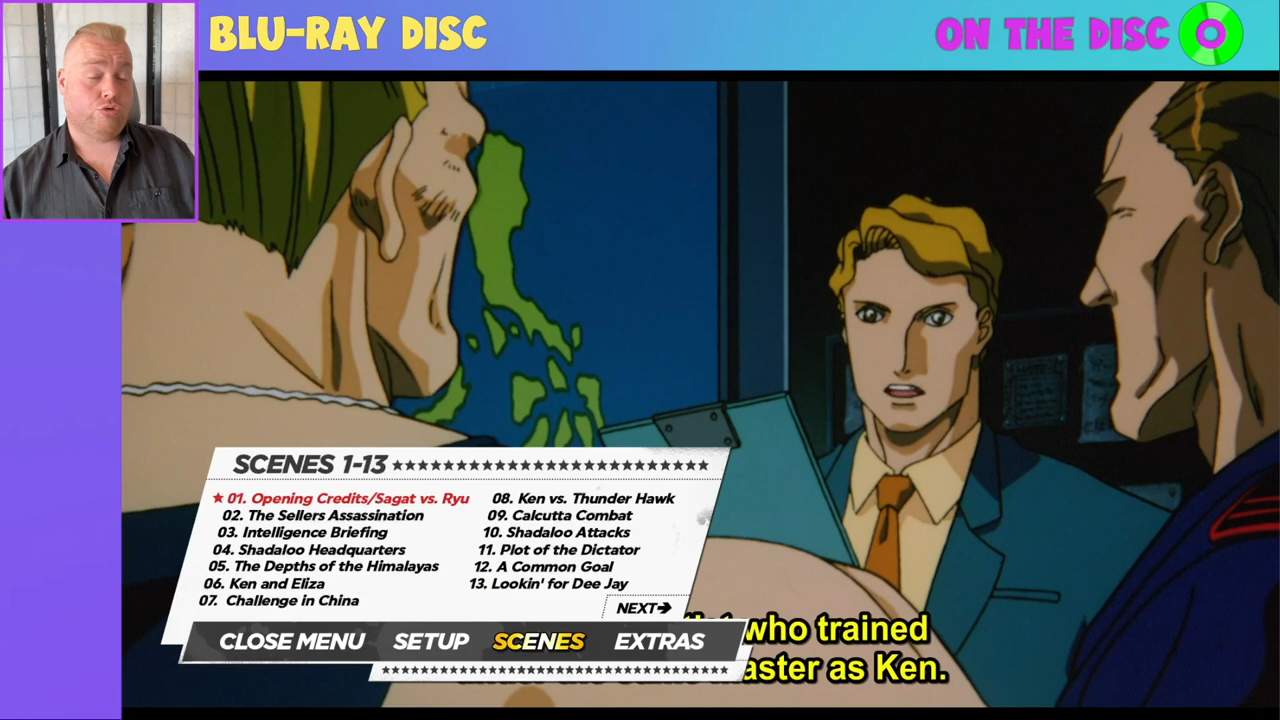 BLU-RAY DISC
ON THE DISC
SCENES 1-13
01. Opening Credits/Sagat vs. Ryu
02. The Sellers Assassination
03. Intelligence Briefing
04. Shadaloo Headquarters
05. The Depths of the Himalayas
06. Ken and Eliza
07. Challenge in China
08. Ken vs. Thunder Hawk
09. Calcutta Combat
10. Shadaloo Attacks
11. Plot of the Dictator
12. A Common Goal
13. Lookin' for Dee Jay
NEXT
CLOSE MENU SETUP SCENES EXTRAS
who trained
as Ken.